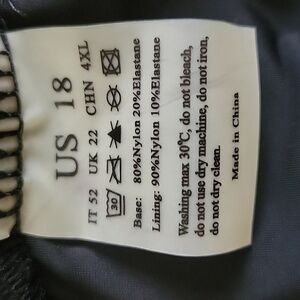 US 18
IT 52 UK 22 CHN 4XL
30
Base: 80%Nylon 20%Elastane
Lining: 90%Nylon 10%Elastane
Washing max 30℃, do not bleach,
do not use dry machine, do not iron,
do not dry clean.
Made in China